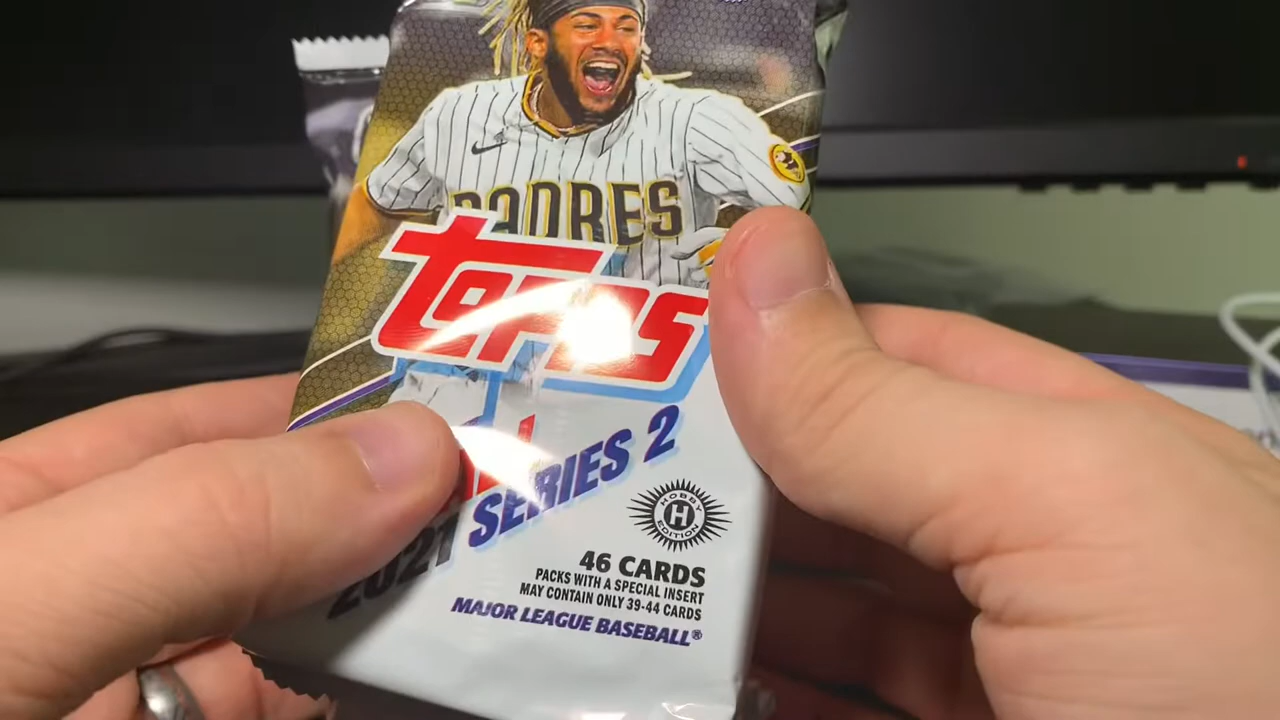 PADRES
TOPPS
SERIES 2
2021
HOBBY
H
EDITION
46 CARDS
PACKS WITH A SPECIAL INSERT
MAY CONTAIN ONLY 39-44 CARDS
MAJOR LEAGUE BASEBALL®